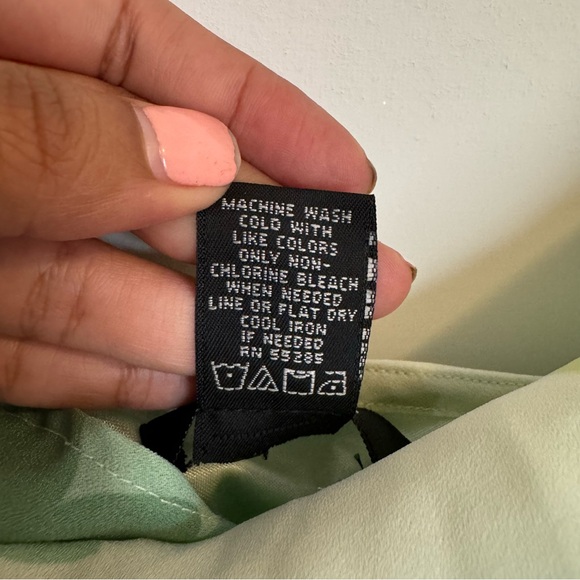 MACHINE WASH
COLD WITH
LIKE COLORS
ONLY NON-
CHLORINE BLEACH
WHEN NEEDED
LINE OR FLAT DRY
COOL IRON
IF NEEDED
RN 55285